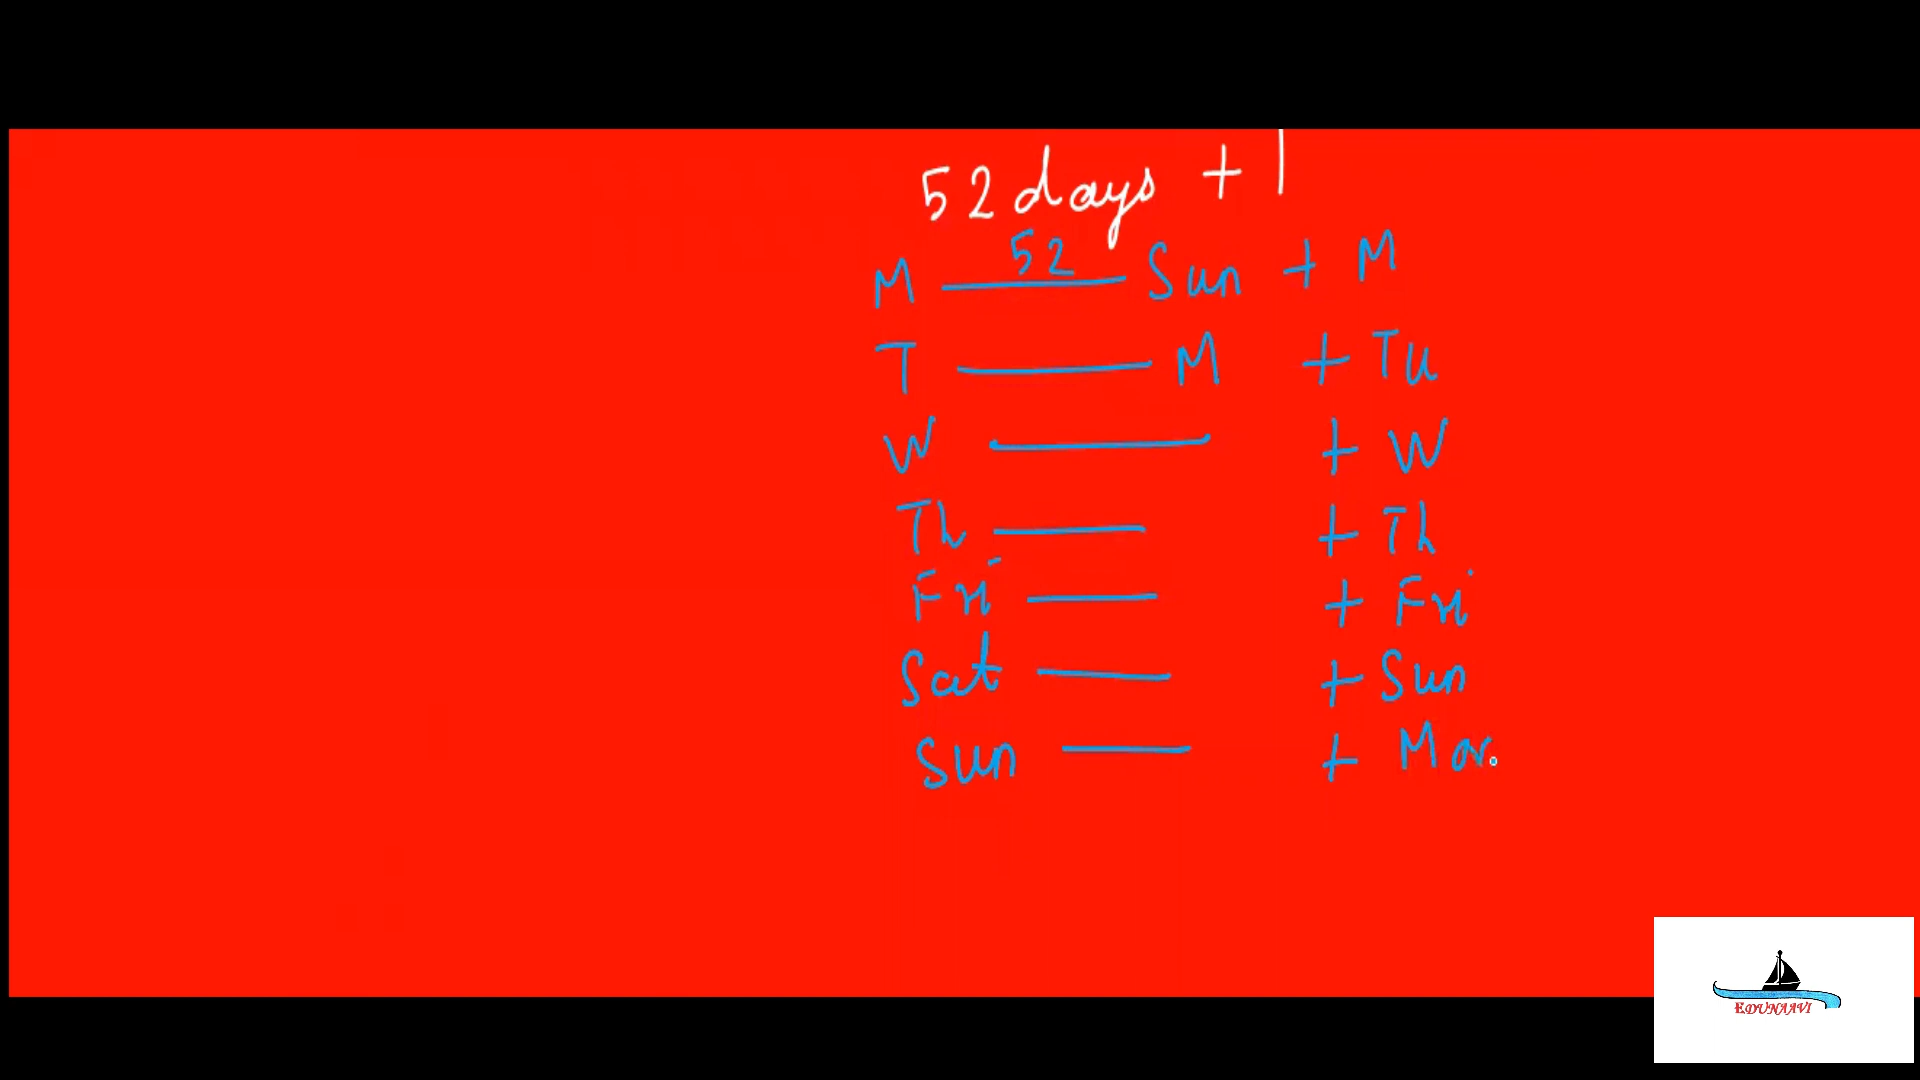 52 days + 1
M 52 Sun + M
T M + Tu
W + W
Th + Th
Fri + Fri
Sat + Sun
Sun + Mon
EDUNAAVI